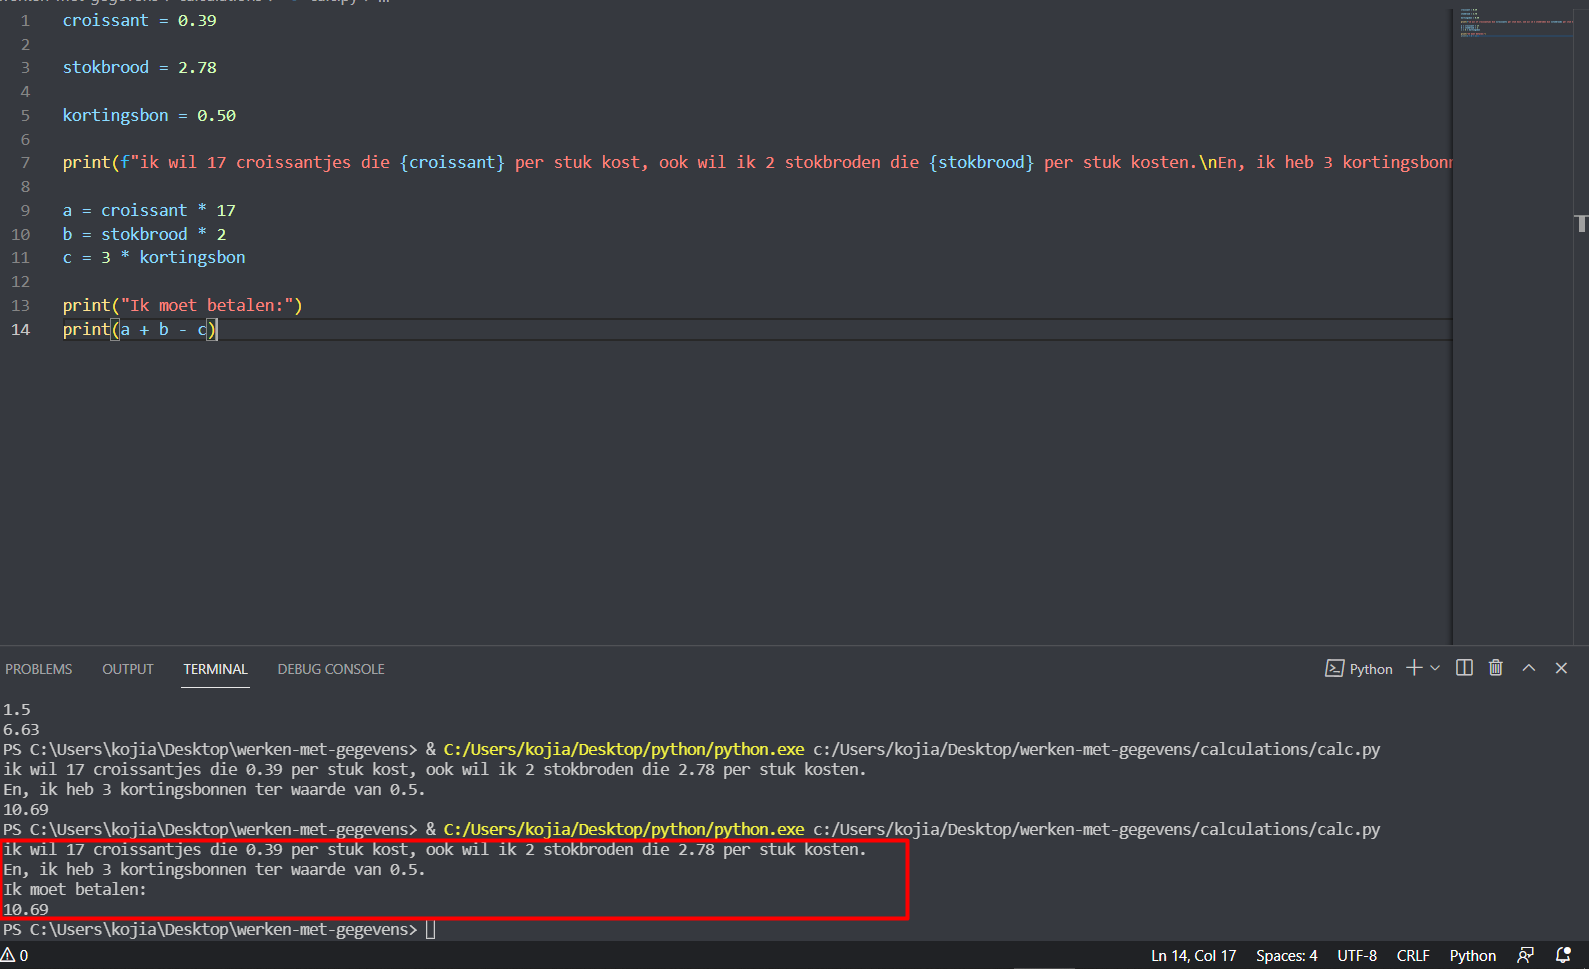 1 croissant = 0.39
2
3 stokbrood = 2.78
4
5 kortingsbon = 0.50
6
7 print(f"ik wil 17 croissantjes die {croissant} per stuk kost, ook wil ik 2 stokbroden die {stokbrood} per stuk kosten.\nEn, ik heb 3 kortingsbonn
8
9 a = croissant * 17
10 b = stokbrood * 2
11 c = 3 * kortingsbon
12
13 print("Ik moet betalen:")
14 print(a + b - c)
PROBLEMS OUTPUT TERMINAL DEBUG CONSOLE Python
1.5
6.63
PS C:\Users\kojia\Desktop\werken-met-gegevens> & C:/Users/kojia/Desktop/python/python.exe c:/Users/kojia/Desktop/werken-met-gegevens/calculations/calc.py
ik wil 17 croissantjes die 0.39 per stuk kost, ook wil ik 2 stokbroden die 2.78 per stuk kosten.
En, ik heb 3 kortingsbonnen ter waarde van 0.5.
10.69
PS C:\Users\kojia\Desktop\werken-met-gegevens> & C:/Users/kojia/Desktop/python/python.exe c:/Users/kojia/Desktop/werken-met-gegevens/calculations/calc.py
ik wil 17 croissantjes die 0.39 per stuk kost, ook wil ik 2 stokbroden die 2.78 per stuk kosten.
En, ik heb 3 kortingsbonnen ter waarde van 0.5.
Ik moet betalen:
10.69
PS C:\Users\kojia\Desktop\werken-met-gegevens>
0 Ln 14, Col 17 Spaces: 4 UTF-8 CRLF Python